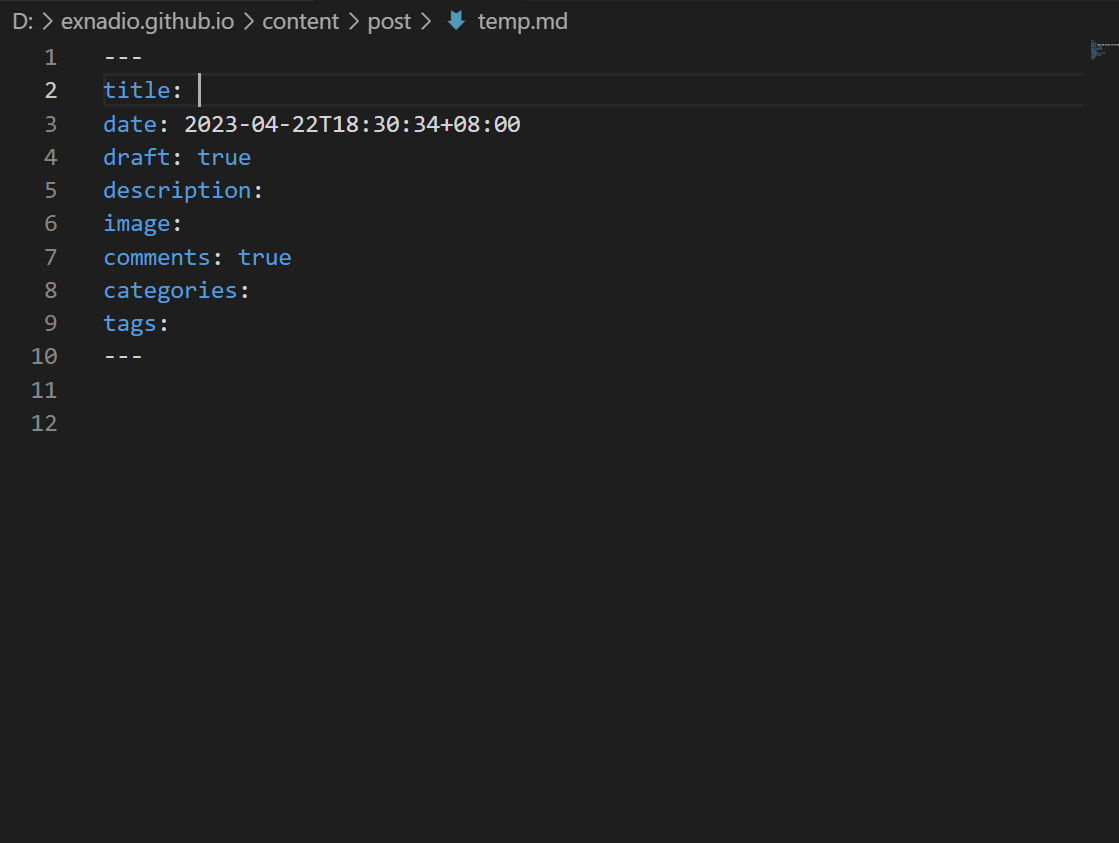 D: > exnadio.github.io > content > post > temp.md
1 ---
2 title:
3 date: 2023-04-22T18:30:34+08:00
4 draft: true
5 description:
6 image:
7 comments: true
8 categories:
9 tags:
10 ---
11
12